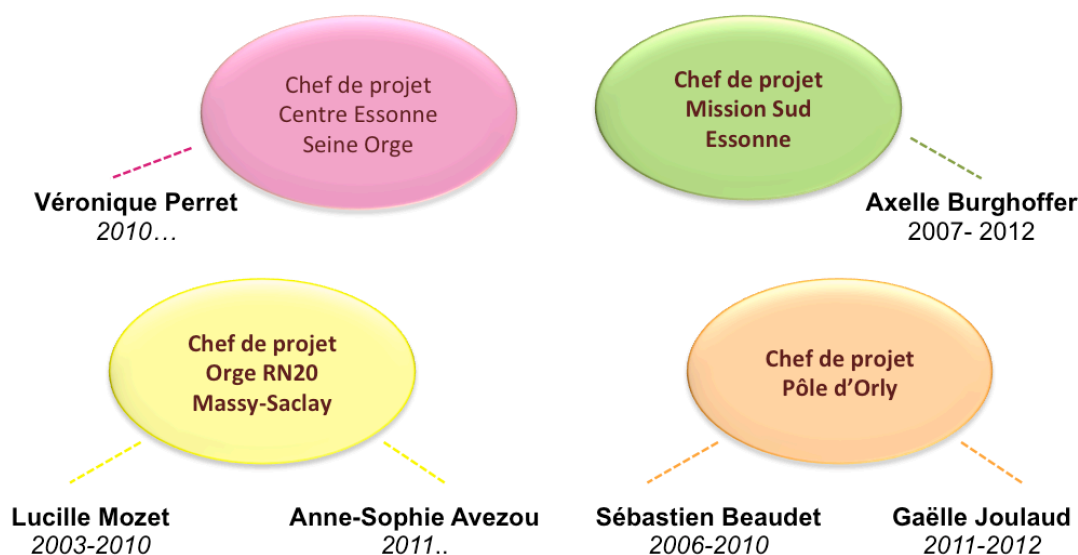 Chef de projet
Centre Essonne
Seine Orge
Chef de projet
Mission Sud
Essonne
Véronique Perret
2010…
Axelle Burghoffer
2007- 2012
Chef de projet
Orge RN20
Massy-Saclay
Chef de projet
Pôle d’Orly
Lucille Mozet
2003-2010
Anne-Sophie Avezou
2011..
Sébastien Beaudet
2006-2010
Gaëlle Joulaud
2011-2012